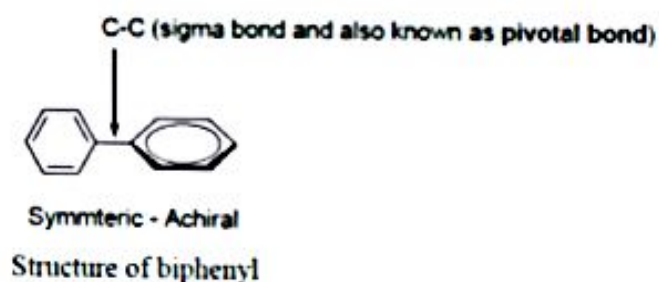 C-C (sigma bond and also known as pivotal bond)
Symmteric - Achiral
Structure of biphenyl